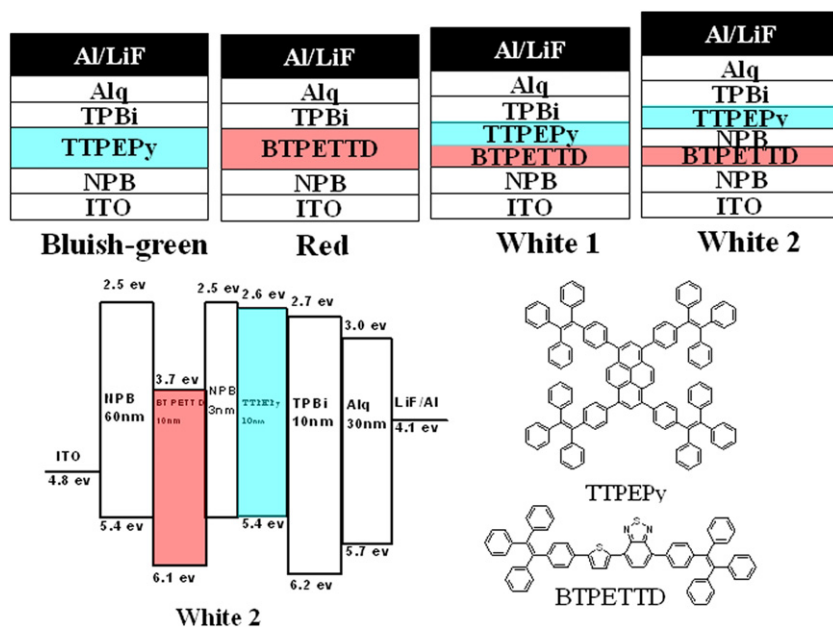 Al/LiF
Alq
TPBi
TTPEPy
NPB
ITO
Bluish-green
Al/LiF
Alq
TPBi
BTPETTD
NPB
ITO
Red
Al/LiF
Alq
TPBi
TTPEPy
BTPETTD
NPB
ITO
White 1
Al/LiF
Alq
TPBi
TTPEPy
NPB
BTPETTD
NPB
ITO
White 2
2.5 ev
3.7 ev
2.5 ev
2.6 ev
2.7 ev
3.0 ev
NPB
60nm
BTPETTD
10nm
NPB
3nm
TTPEPy
10nm
TPBi
10nm
Alq
30nm
LiF/Al
4.1 ev
ITO
4.8 ev
5.4 ev
6.1 ev
5.4 ev
6.2 ev
5.7 ev
White 2
TTPEPy
S
N
N
S
BTPETTD